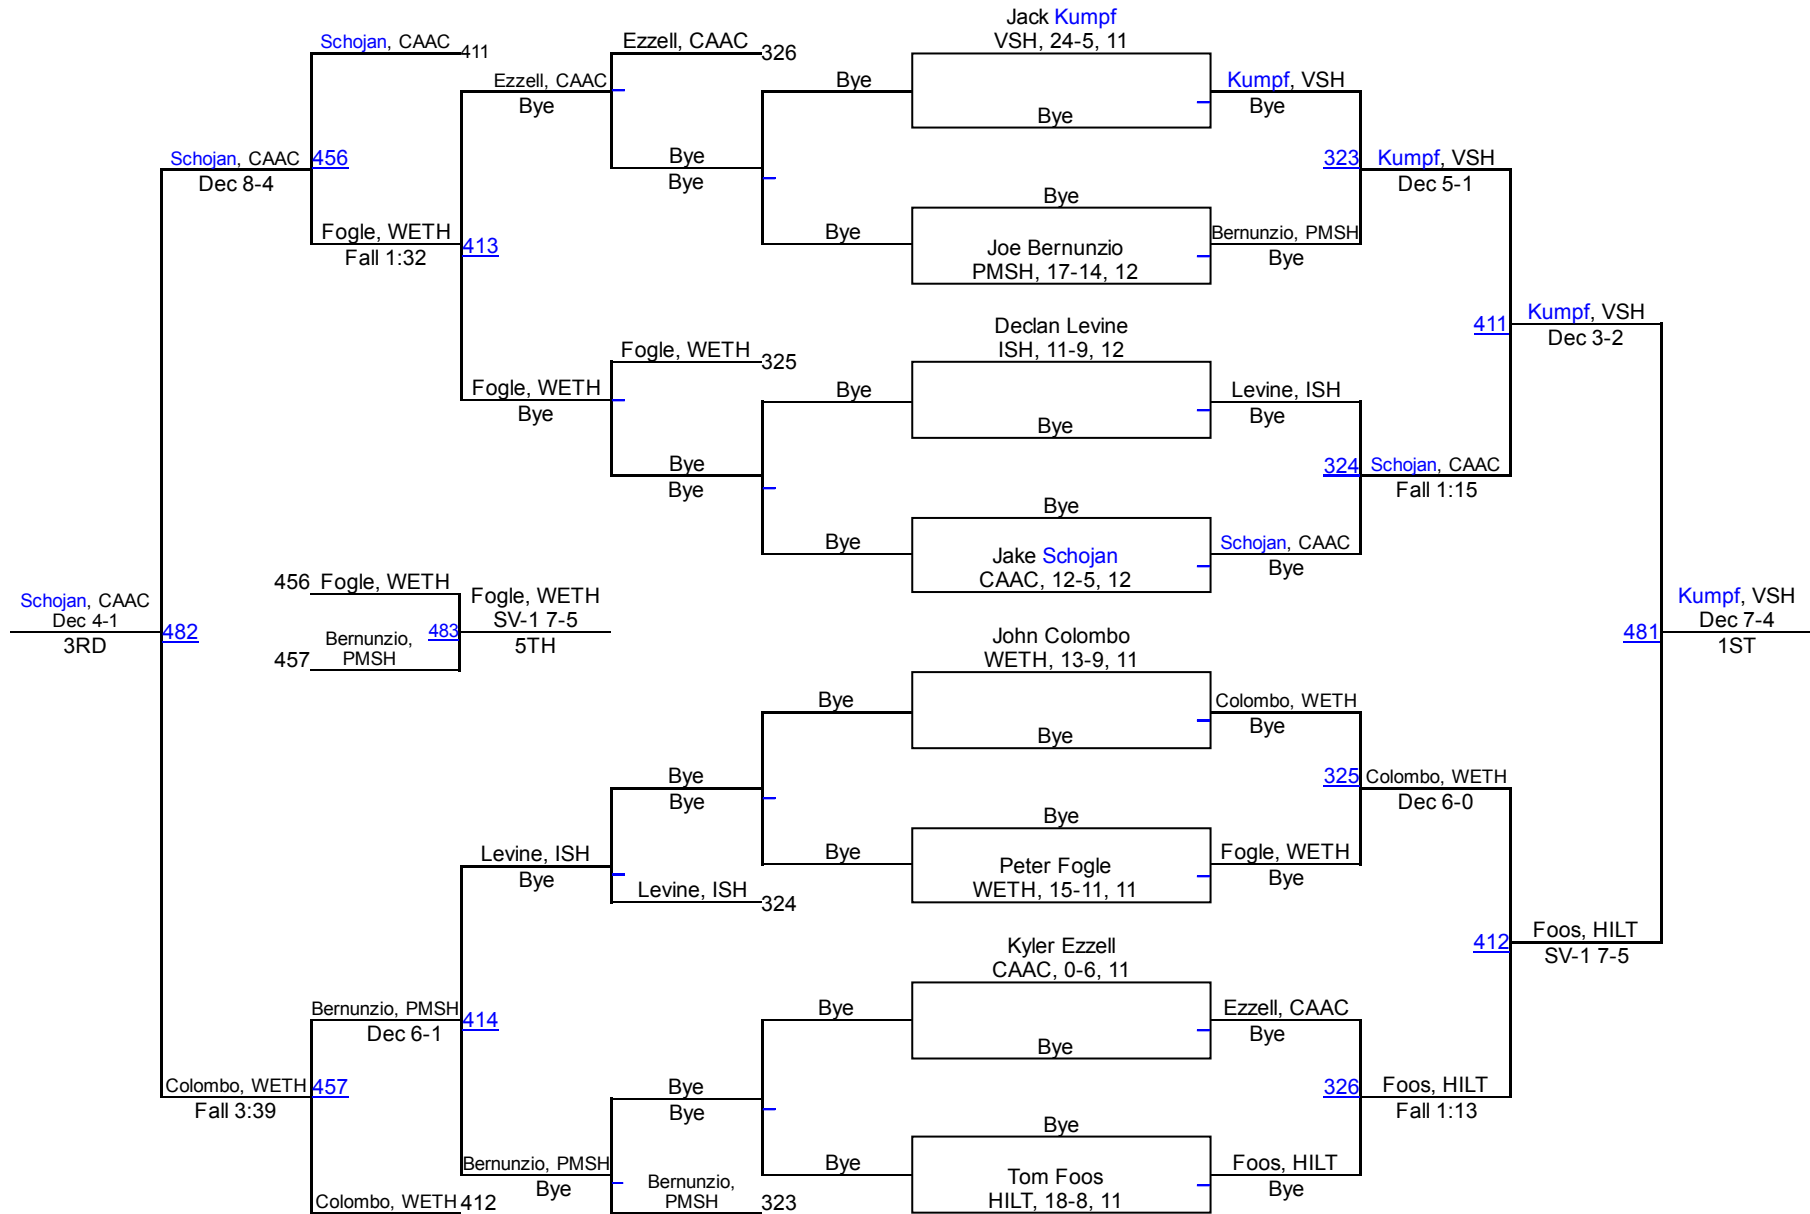 Jack Kumpf
VSH, 24-5, 11
Schojan, CAAC
411
Ezzell, CAAC
326
Ezzell, CAAC
Bye
Bye
Bye
Kumpf, VSH
Bye
Schojan, CAAC
456
Dec 8-4
Bye
Bye
323
Kumpf, VSH
Dec 5-1
Fogle, WETH
Fall 1:32
413
Bye
Bye
Joe Bernunzio
PMSH, 17-14, 12
Bernunzio, PMSH
Bye
Declan Levine
ISH, 11-9, 12
411
Kumpf, VSH
Dec 3-2
Fogle, WETH
325
Fogle, WETH
Bye
Bye
Bye
Levine, ISH
Bye
Bye
Bye
324
Schojan, CAAC
Fall 1:15
Bye
Bye
Jake Schojan
CAAC, 12-5, 12
Schojan, CAAC
Bye
456
Fogle, WETH
Fogle, WETH
SV-1 7-5
483
5TH
457
Bernunzio,
PMSH
Schojan, CAAC
Dec 4-1
3RD
482
John Colombo
WETH, 13-9, 11
481
Kumpf, VSH
Dec 7-4
1ST
Bye
Bye
Colombo, WETH
Bye
Bye
Bye
325
Colombo, WETH
Dec 6-0
Levine, ISH
Bye
Bye
Bye
Peter Fogle
WETH, 15-11, 11
Fogle, WETH
Bye
Levine, ISH
324
Kyler Ezzell
CAAC, 0-6, 11
412
Foos, HILT
SV-1 7-5
Bernunzio, PMSH
Dec 6-1
414
Bye
Bye
Ezzell, CAAC
Bye
Colombo, WETH
457
Fall 3:39
Bye
Bye
326
Foos, HILT
Fall 1:13
Bernunzio, PMSH
Bye
Bye
Bye
Tom Foos
HILT, 18-8, 11
Foos, HILT
Bye
Bernunzio,
PMSH
323
Colombo, WETH
412